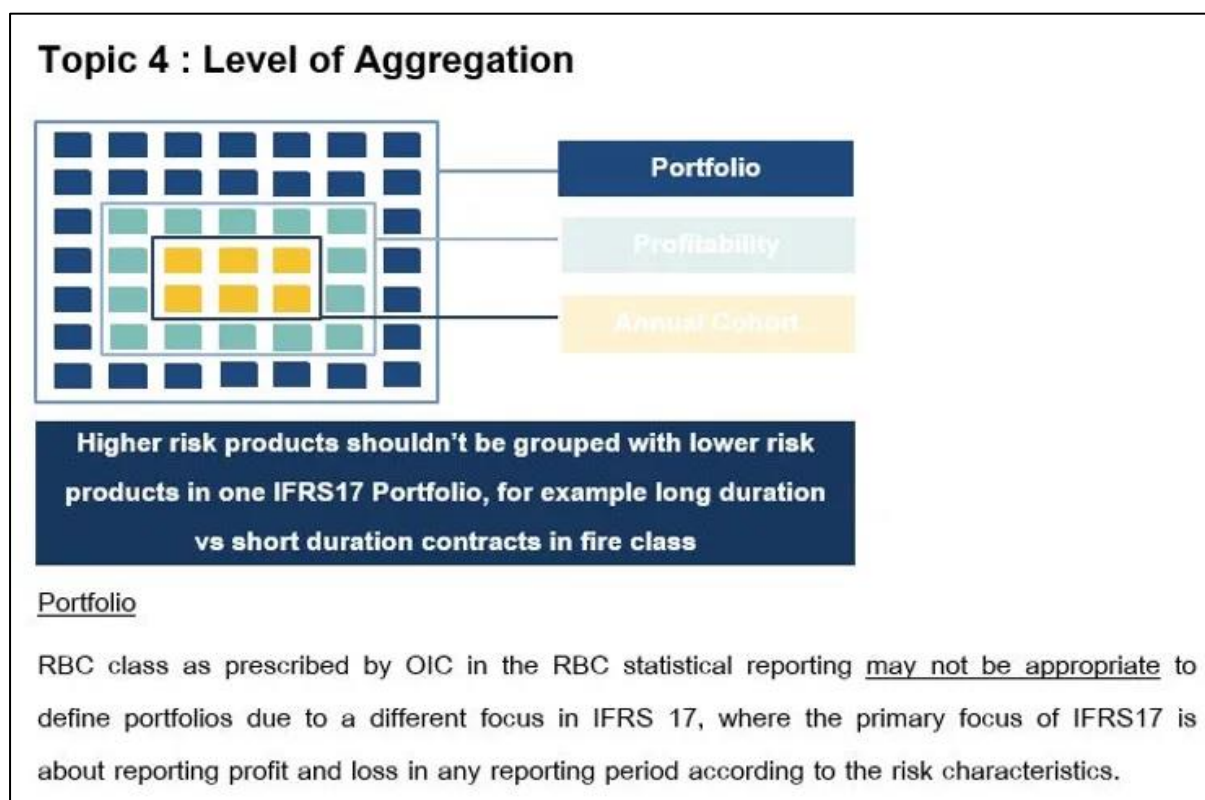 Topic 4 : Level of Aggregation
Portfolio
Profitability
Annual Cohort
Higher risk products shouldn't be grouped with lower risk
products in one IFRS17 Portfolio, for example long duration
vs short duration contracts in fire class
Portfolio
RBC class as prescribed by OIC in the RBC statistical reporting may not be appropriate to
define portfolios due to a different focus in IFRS 17, where the primary focus of IFRS17 is
about reporting profit and loss in any reporting period according to the risk characteristics.